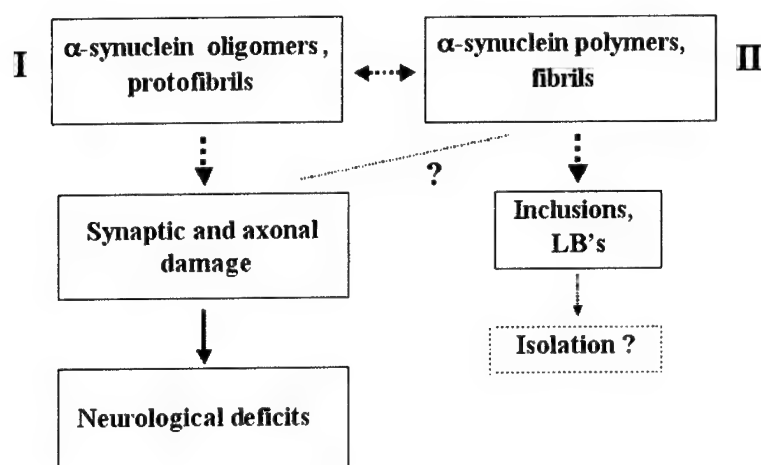 I
α-synuclein oligomers,
protofibrils
α-synuclein polymers,
fibrils
II
?
Synaptic and axonal
damage
Inclusions,
LB's
Isolation ?
Neurological deficits